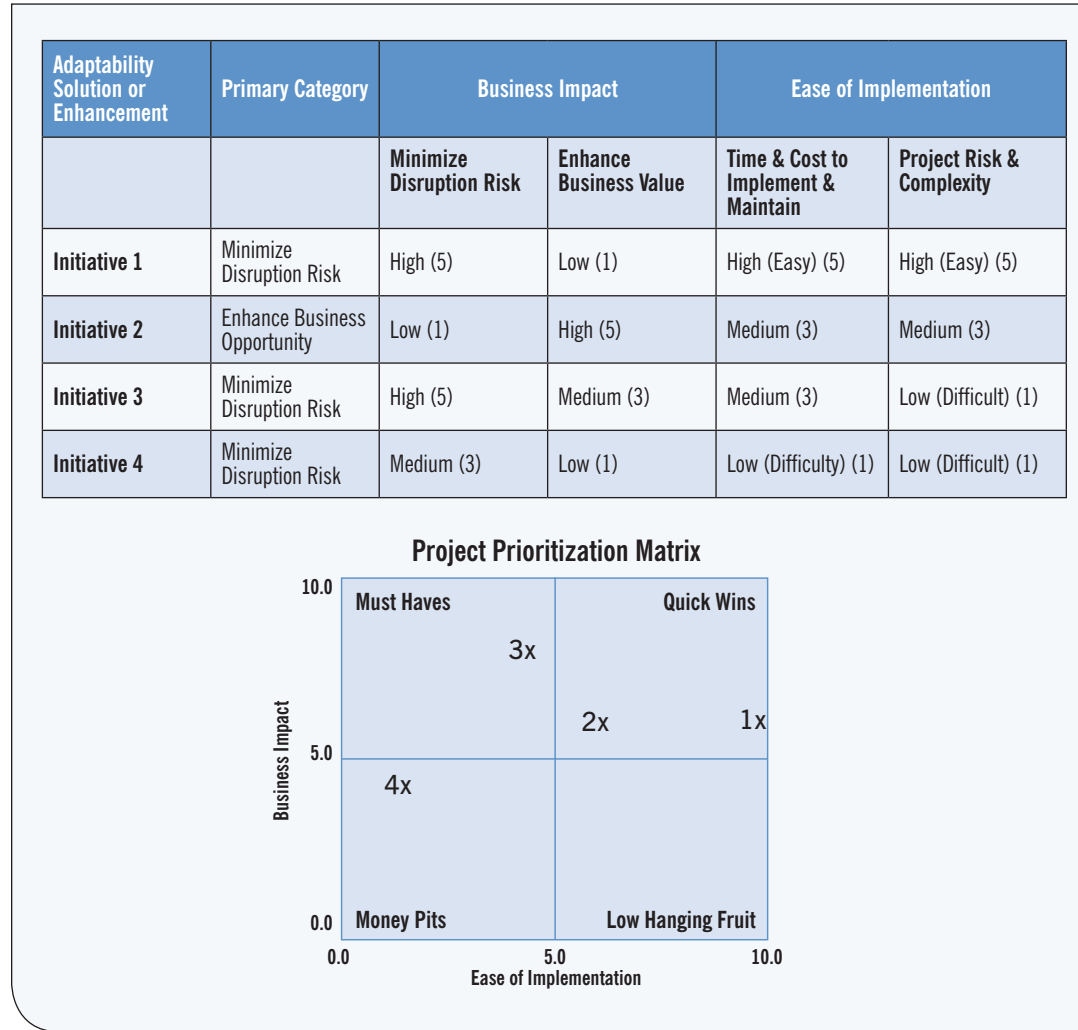 Adaptability
Solution or
Enhancement
Primary Category
Business Impact
Ease of Implementation
Minimize
Disruption Risk
Enhance
Business Value
Time & Cost to
Implement &
Maintain
Project Risk &
Complexity
Initiative 1
Minimize
Disruption Risk
High (5)
Low (1)
High (Easy) (5)
High (Easy) (5)
Initiative 2
Enhance Business
Opportunity
Low (1)
High (5)
Medium (3)
Medium (3)
Initiative 3
Minimize
Disruption Risk
High (5)
Medium (3)
Medium (3)
Low (Difficult) (1)
Initiative 4
Minimize
Disruption Risk
Medium (3)
Low (1)
Low (Difficulty) (1)
Low (Difficult) (1)
Project Prioritization Matrix
10.0
Must Haves
Quick Wins
3x
2x
1x
Business Impact
5.0
4x
0.0
Money Pits
Low Hanging Fruit
0.0
5.0
10.0
Ease of Implementation